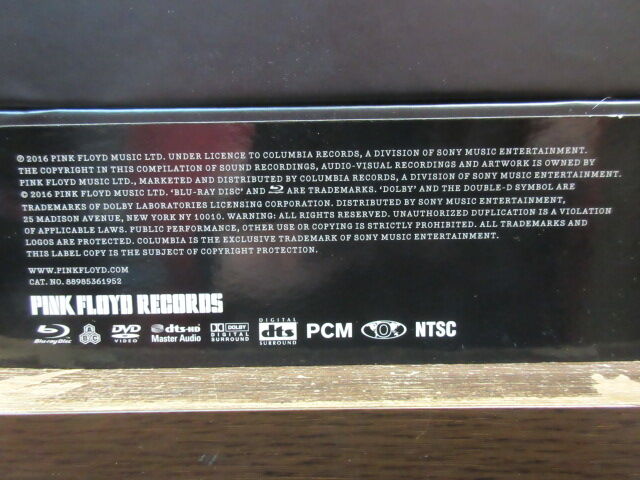 ℗ 2016 PINK FLOYD MUSIC LTD. UNDER LICENCE TO COLUMBIA RECORDS, A DIVISION OF SONY MUSIC ENTERTAINMENT.
THE COPYRIGHT IN THIS COMPILATION OF SOUND RECORDINGS, AUDIO-VISUAL RECORDINGS AND ARTWORK IS OWNED BY
PINK FLOYD MUSIC LTD., MARKETED AND DISTRIBUTED BY COLUMBIA RECORDS, A DIVISION OF SONY MUSIC ENTERTAINMENT.
© 2016 PINK FLOYD MUSIC LTD. 'BLU-RAY DISC' AND ARE TRADEMARKS. 'DOLBY' AND THE DOUBLE-D SYMBOL ARE
TRADEMARKS OF DOLBY LABORATORIES LICENSING CORPORATION. DISTRIBUTED BY SONY MUSIC ENTERTAINMENT,
25 MADISON AVENUE, NEW YORK NY 10010. WARNING: ALL RIGHTS RESERVED. UNAUTHORIZED DUPLICATION IS A VIOLATION
OF APPLICABLE LAWS. PUBLIC PERFORMANCE, OTHER USE OR COPYING IS STRICTLY PROHIBITED. ALL TRADEMARKS AND
LOGOS ARE PROTECTED. COLUMBIA IS THE EXCLUSIVE TRADEMARK OF SONY MUSIC ENTERTAINMENT.
THIS LABEL COPY IS THE SUBJECT OF COPYRIGHT PROTECTION.
WWW.PINKFLOYD.COM
CAT. NO. 88985361952
PINK FLOYD RECORDS
Blu-ray Disc A B C DVD VIDEO dts-HD Master Audio DOLBY DIGITAL SURROUND DIGITAL dts SURROUND PCM 0 NTSC